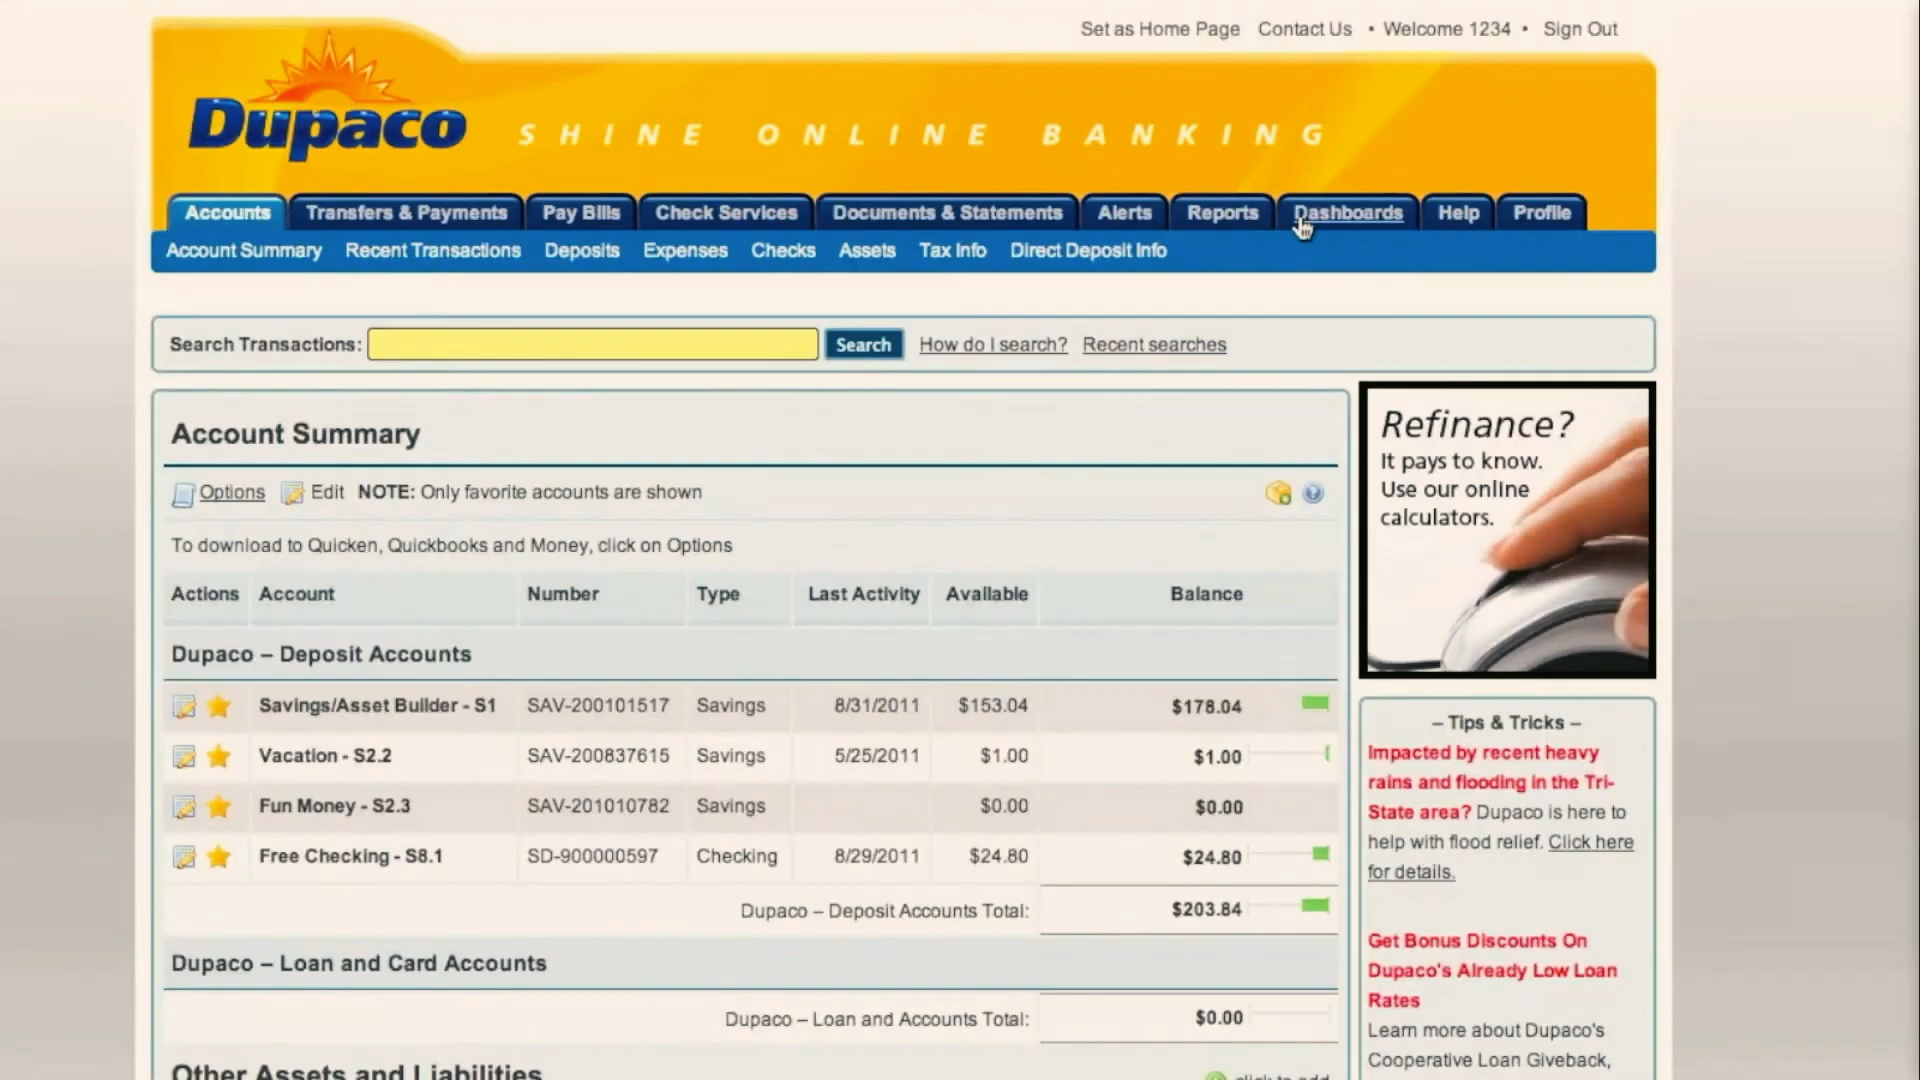 Set as Home Page Contact Us • Welcome 1234 • Sign Out
Dupaco SHINE ONLINE BANKING
Accounts Transfers & Payments Pay Bills Check Services Documents & Statements Alerts Reports Dashboards Help Profile
Account Summary Recent Transactions Deposits Expenses Checks Assets Tax Info Direct Deposit Info
Search Transactions: Search How do I search? Recent searches
Account Summary
Options Edit NOTE: Only favorite accounts are shown
To download to Quicken, Quickbooks and Money, click on Options
Actions Account Number Type Last Activity Available Balance
Dupaco – Deposit Accounts
Savings/Asset Builder - S1 SAV-200101517 Savings 8/31/2011 $153.04 $178.04
Vacation - S2.2 SAV-200837615 Savings 5/25/2011 $1.00 $1.00
Fun Money - S2.3 SAV-201010782 Savings $0.00 $0.00
Free Checking - S8.1 SD-900000597 Checking 8/29/2011 $24.80 $24.80
Dupaco – Deposit Accounts Total: $203.84
Dupaco – Loan and Card Accounts
Dupaco – Loan and Accounts Total: $0.00
Other Assets and Liabilities click to add
Refinance?
It pays to know.
Use our online
calculators.
– Tips & Tricks –
Impacted by recent heavy
rains and flooding in the Tri-
State area? Dupaco is here to
help with flood relief. Click here
for details.
Get Bonus Discounts On
Dupaco's Already Low Loan
Rates
Learn more about Dupaco's
Cooperative Loan Giveback,